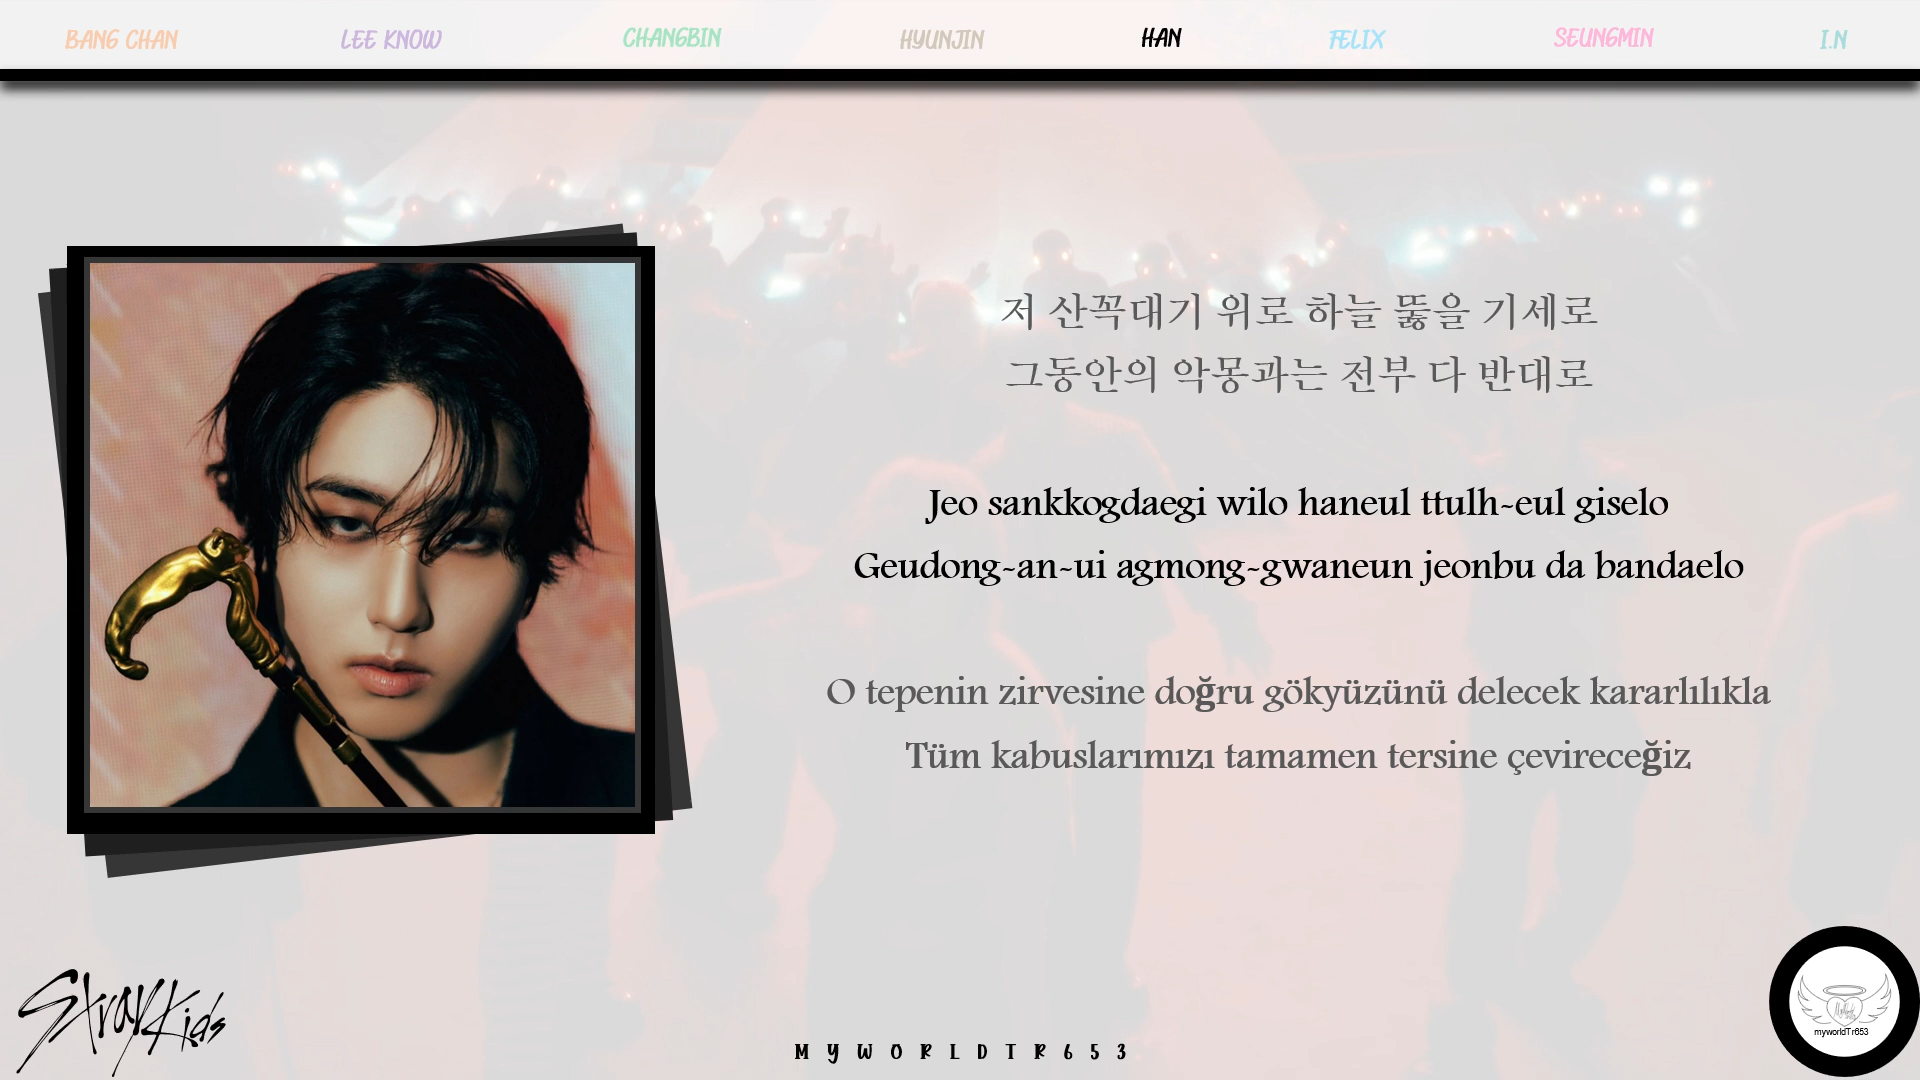 BANG CHAN LEE KNOW CHANGBIN HYUNJIN HAN FELIX SEUNGMIN I.N
저 산꼭대기 위로 하늘 뚫을 기세로
그동안의 악몽과는 전부 다 반대로
Jeo sankkogdaegi wilo haneul ttulh-eul giselo
Geudong-an-ui agmong-gwaneun jeonbu da bandaelo
O tepenin zirvesine doğru gökyüzünü delecek kararlılıkla
Tüm kabuslarımızı tamamen tersine çevireceğiz
Stray Kids
MYWORLDTR653
myworldTr653